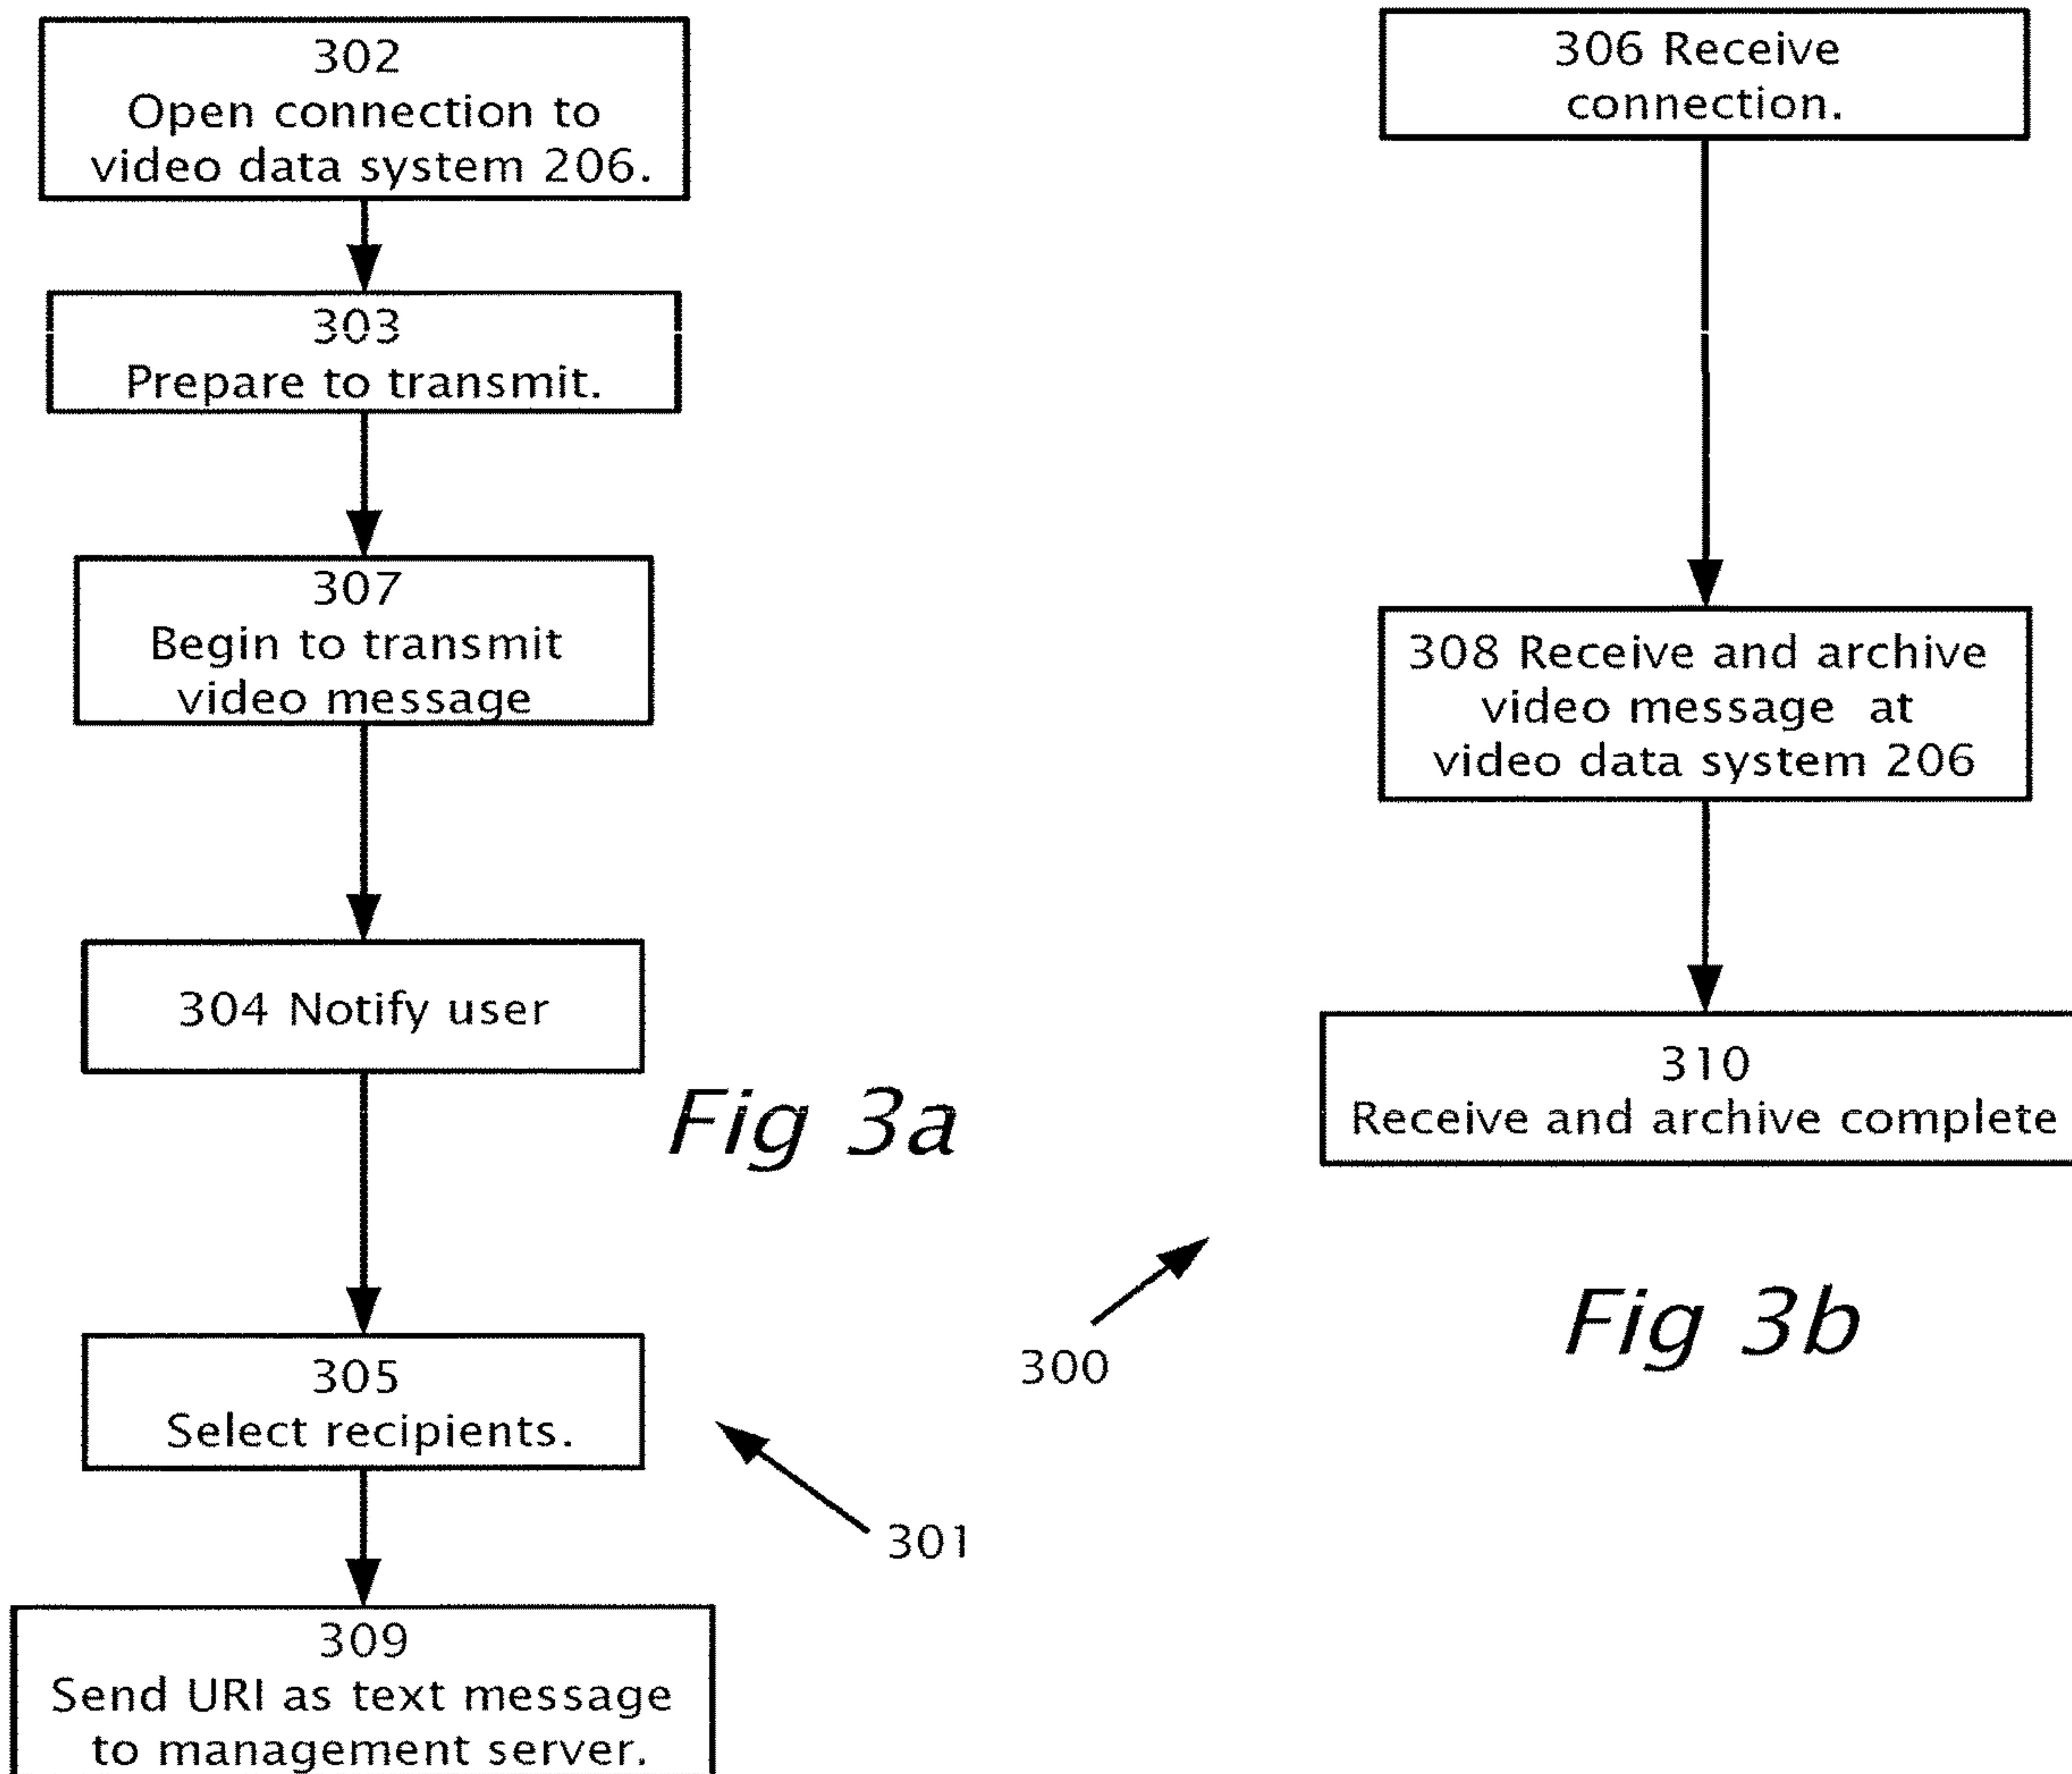 302
Open connection to
video data system 206.
303
Prepare to transmit.
307
Begin to transmit
video message
304 Notify user
305
Select recipients.
309
Send URI as text message
to management server.
Fig 3a
301
300
306 Receive
connection.
308 Receive and archive
video message at
video data system 206
310
Receive and archive complete
Fig 3b